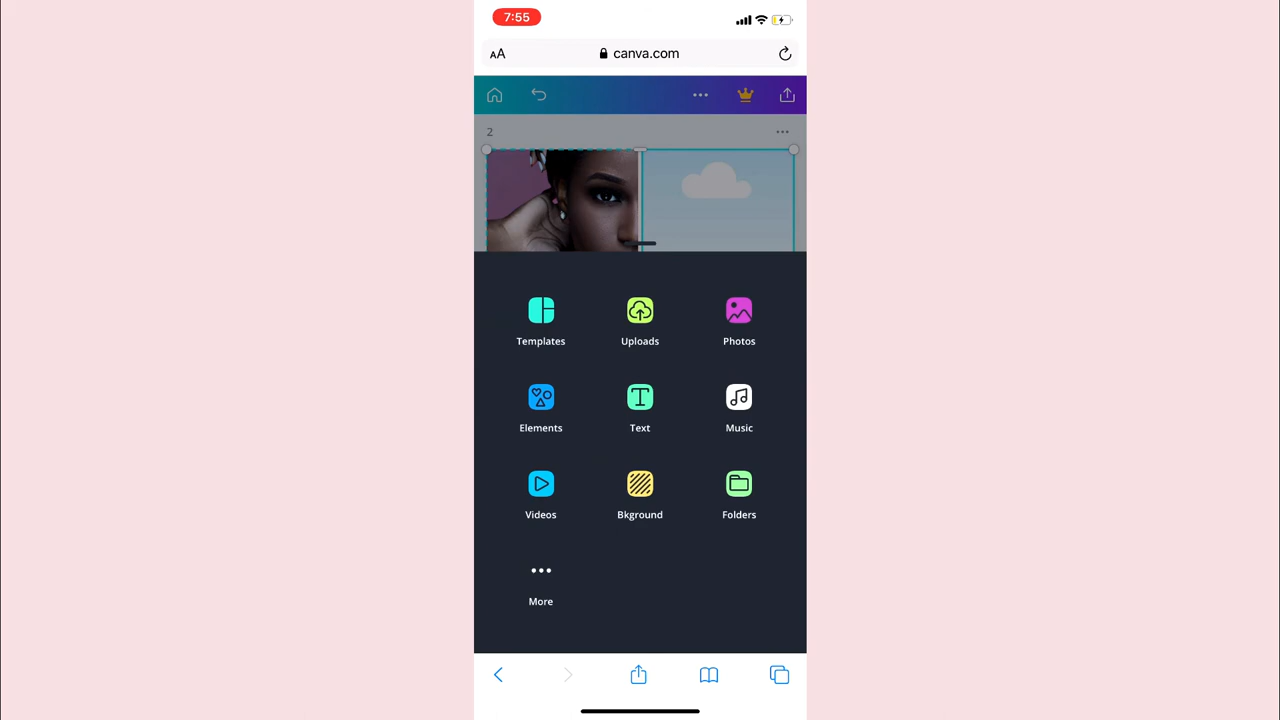 7:55
AA
canva.com
2
Templates
Uploads
Photos
Elements
Text
Music
Videos
Bkground
Folders
More